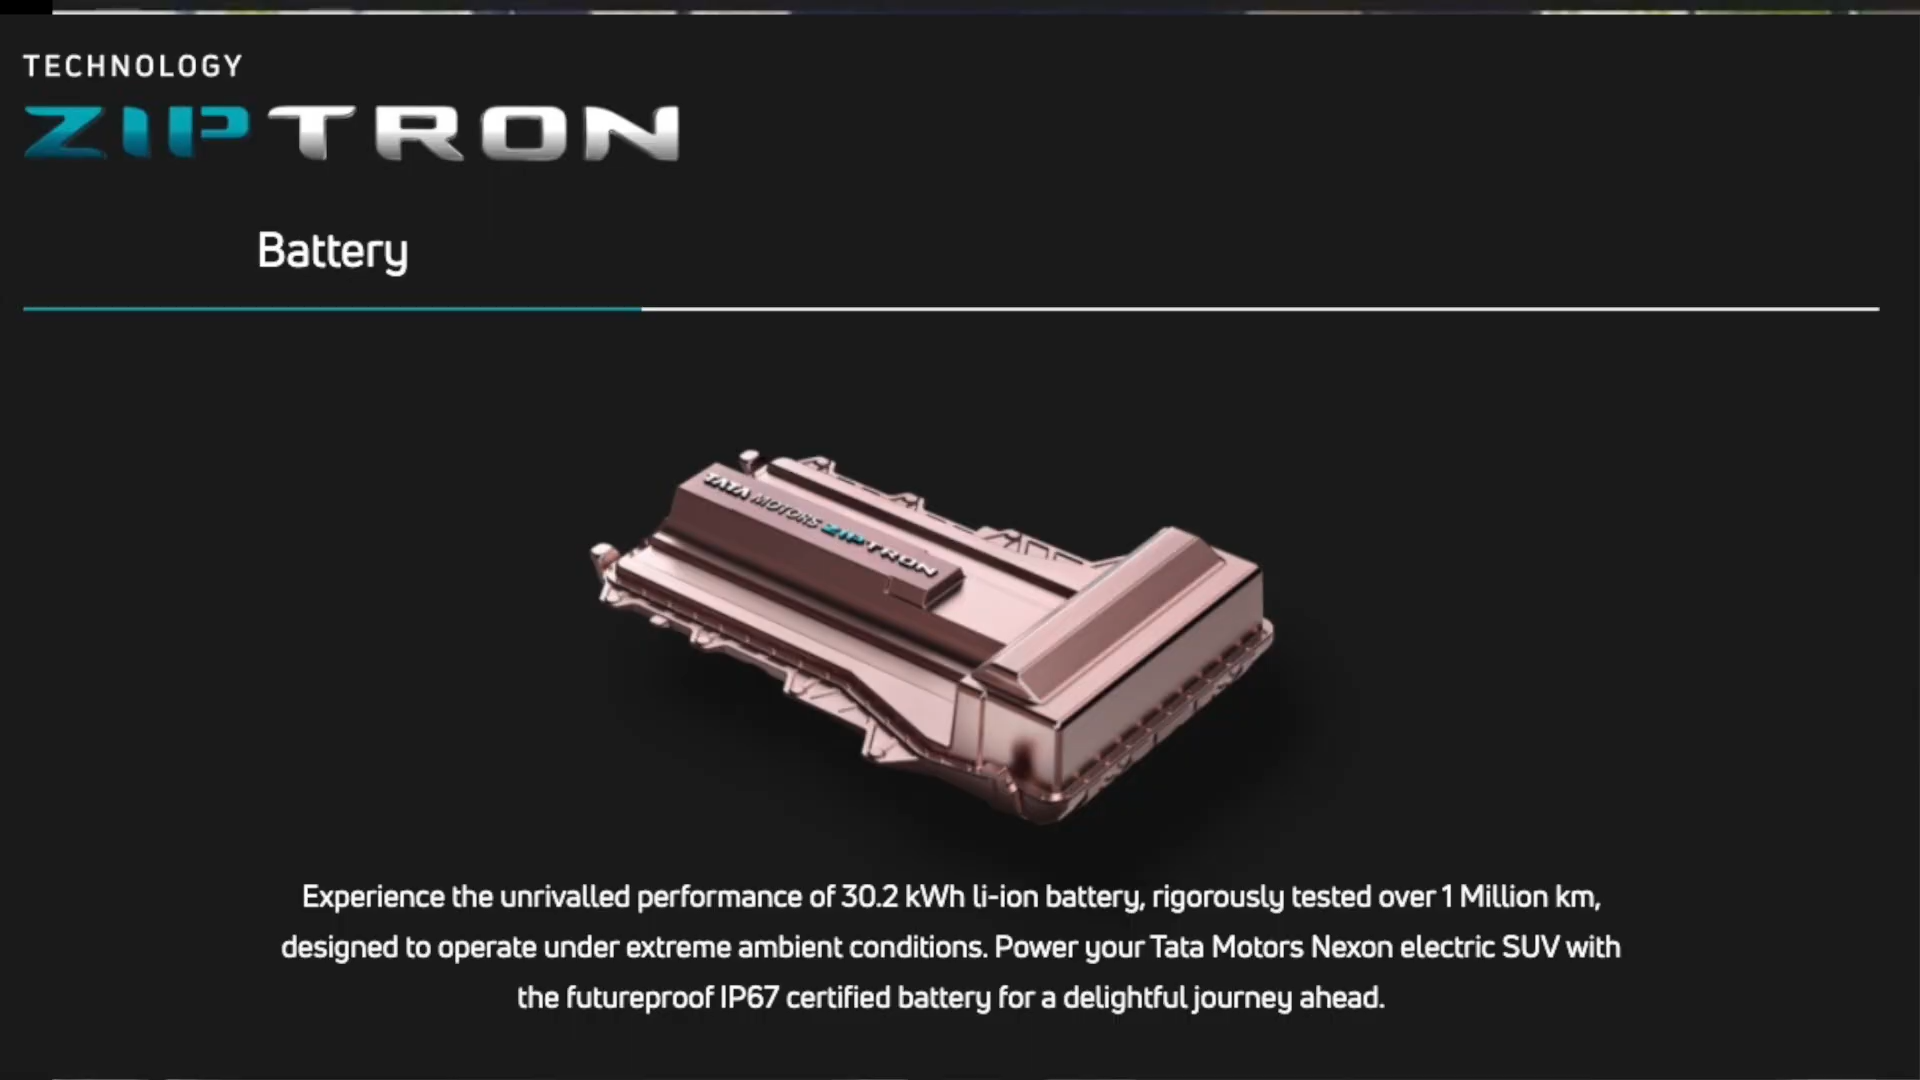 TECHNOLOGY
ZIPTRON
Battery
TATA MOTORS ZIPTRON
Experience the unrivalled performance of 30.2 kWh li-ion battery, rigorously tested over 1 Million km,
designed to operate under extreme ambient conditions. Power your Tata Motors Nexon electric SUV with
the futureproof IP67 certified battery for a delightful journey ahead.